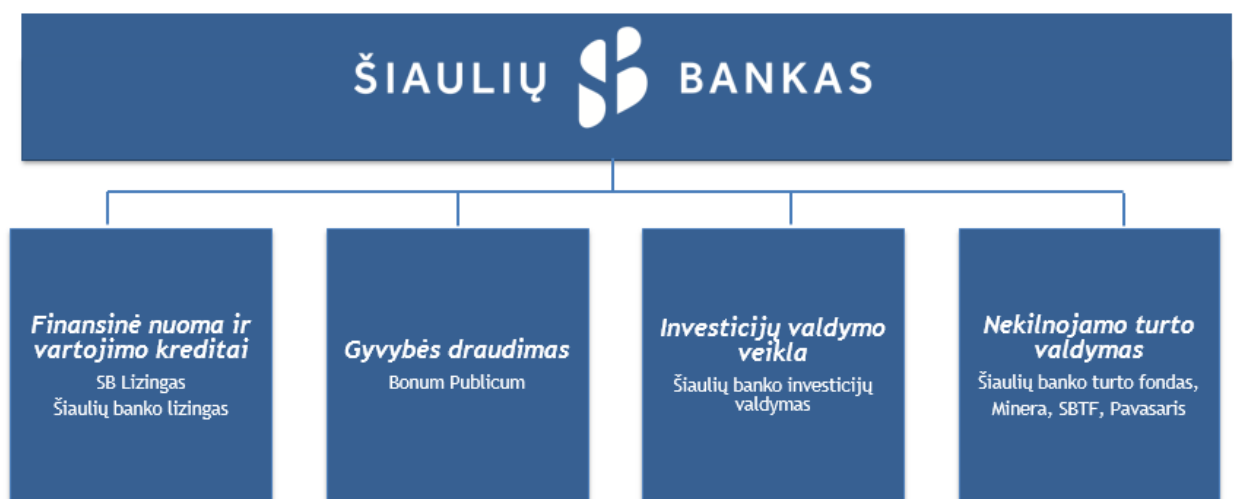 ŠIAULIŲ BANKAS
Finansinė nuoma ir
vartojimo kreditai
SB Lizingas
Šiaulių banko lizingas
Gyvybės draudimas
Bonum Publicum
Investicijų valdymo
veikla
Šiaulių banko investicijų
valdymas
Nekilnojamo turto
valdymas
Šiaulių banko turto fondas,
Minera, SBTF, Pavasaris